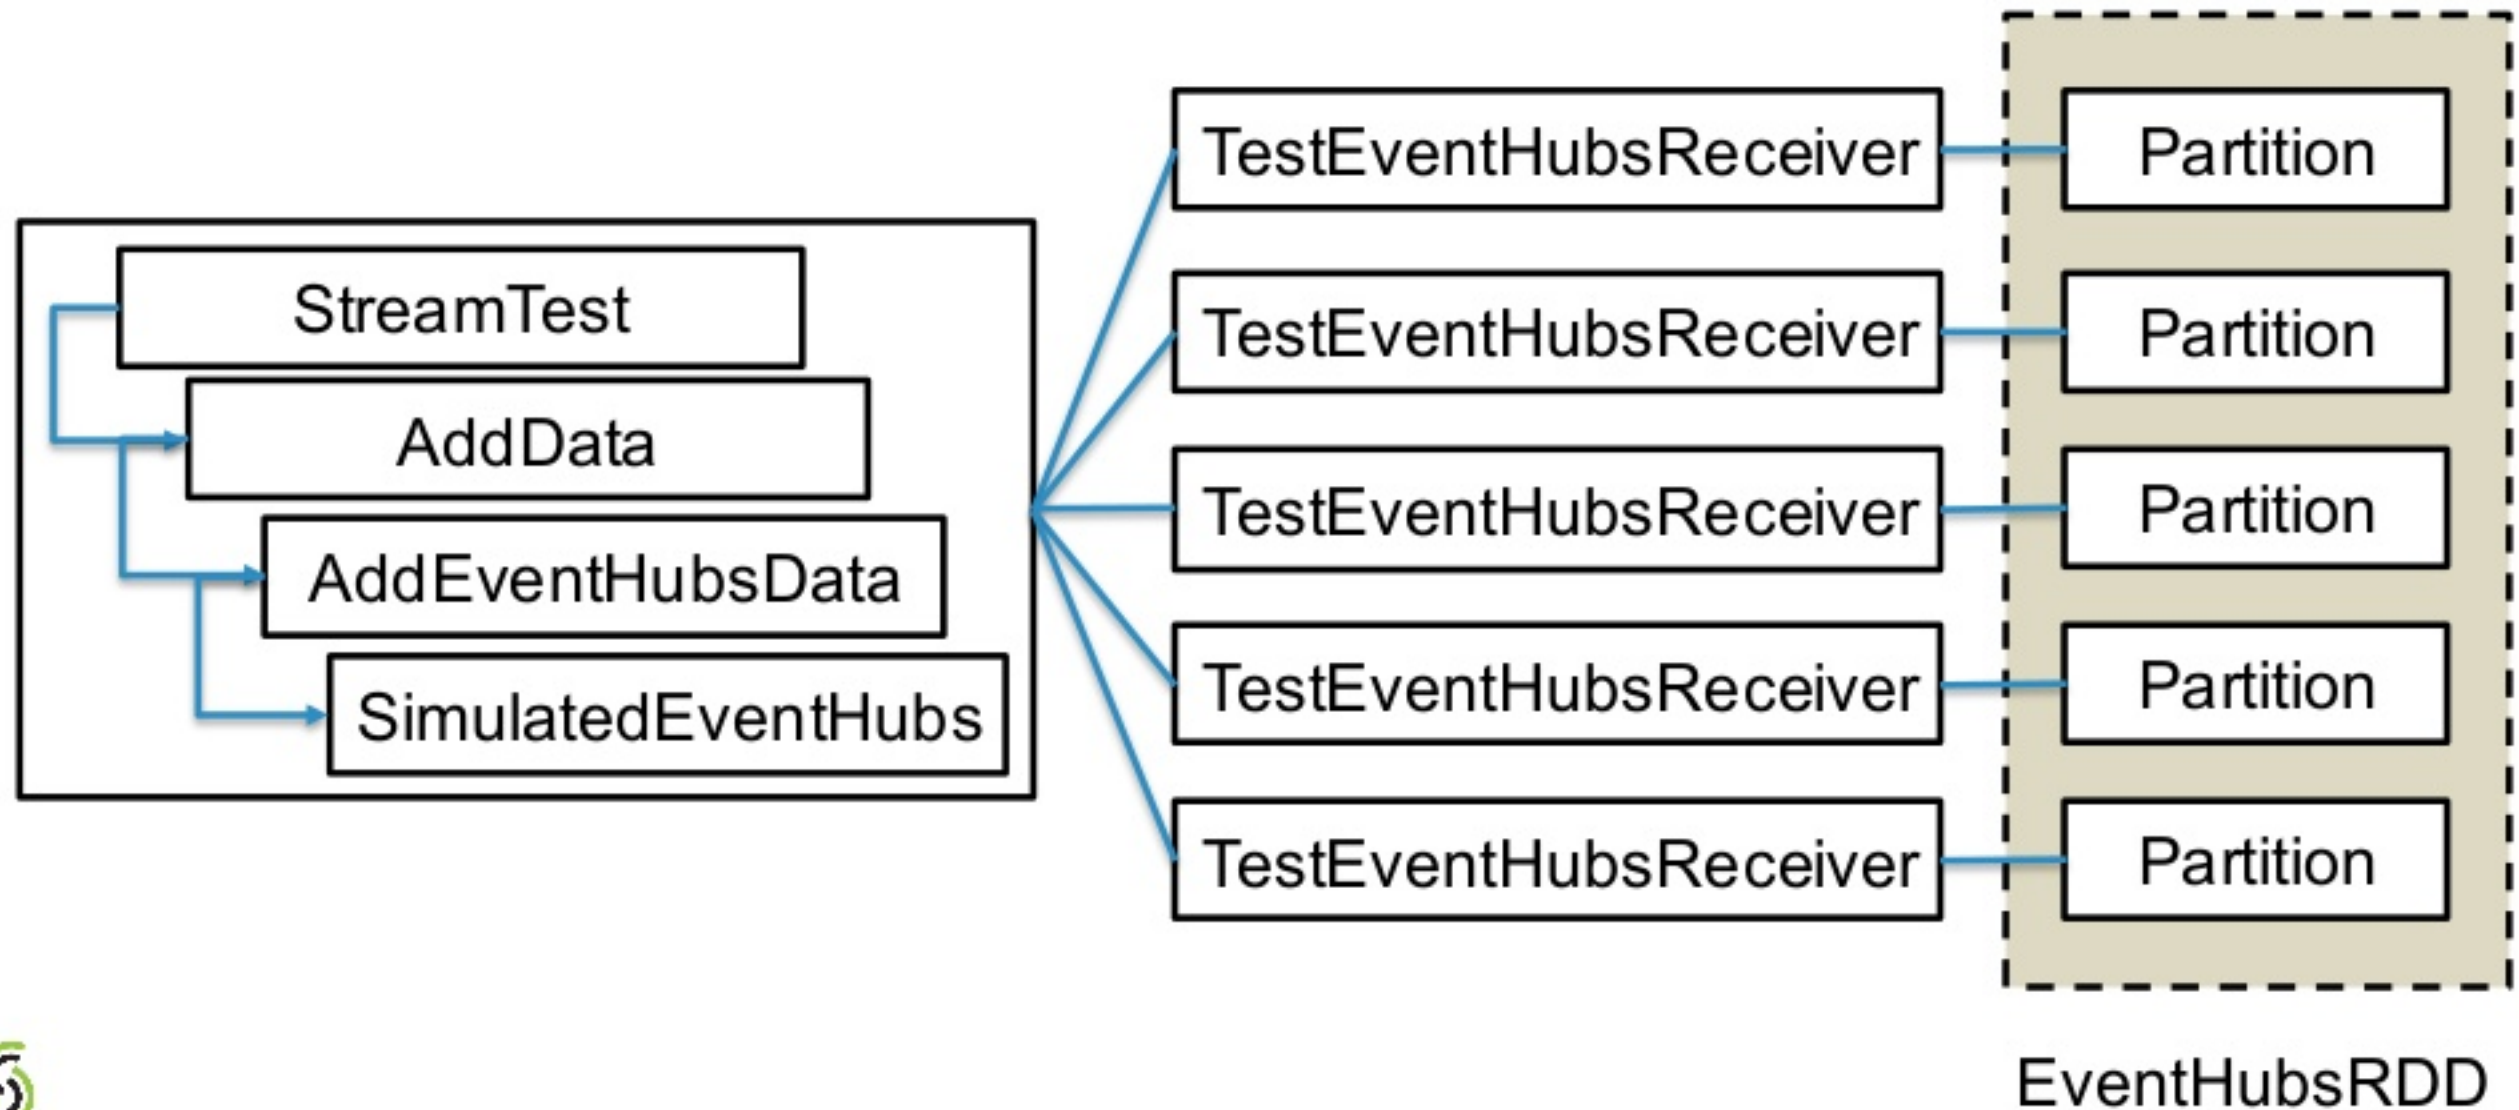 StreamTest
AddData
AddEventHubsData
SimulatedEventHubs
TestEventHubsReceiver
Partition
TestEventHubsReceiver
Partition
TestEventHubsReceiver
Partition
TestEventHubsReceiver
Partition
TestEventHubsReceiver
Partition
EventHubsRDD